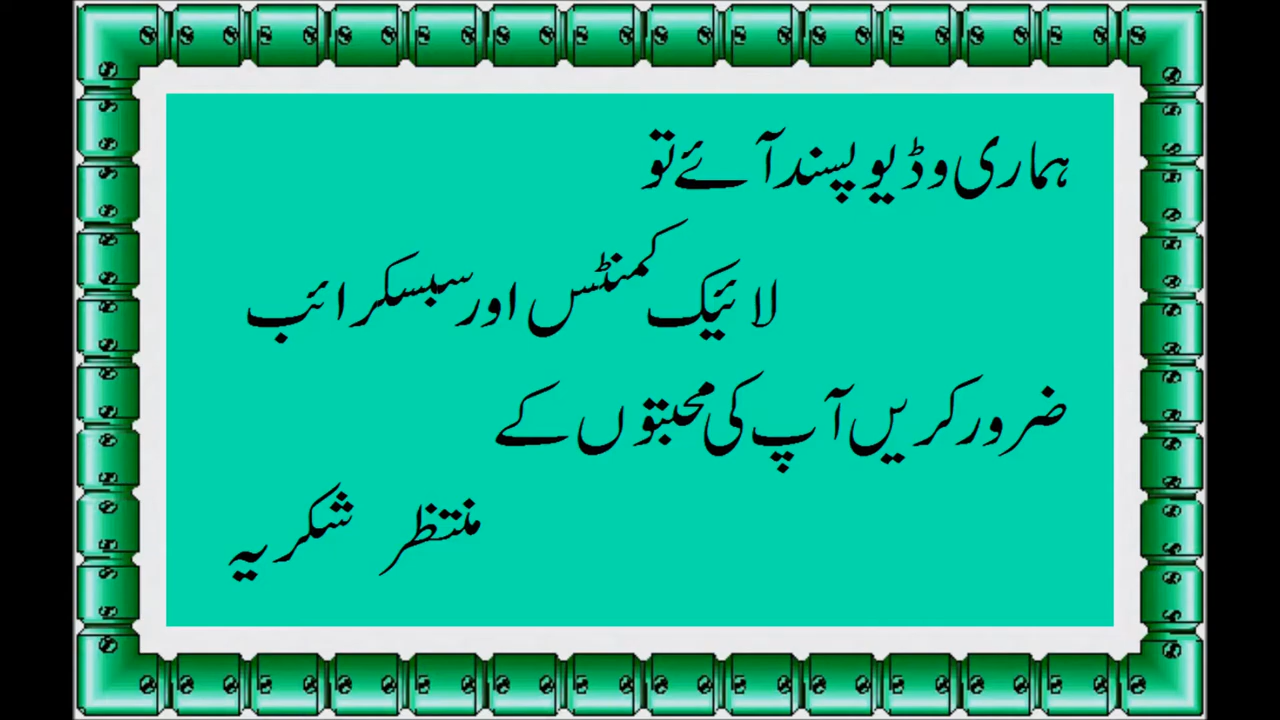 ہماری وڈیو پسند آئے تو
لائیک کمنٹس اور سبسکرائب
ضرور کریں آپ کی محبتوں کے
منتظر شکریہ